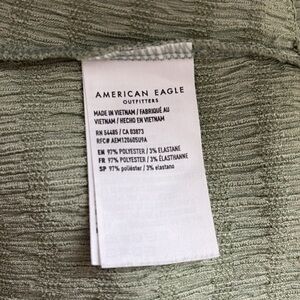 AMERICAN EAGLE
OUTFITTERS
MADE IN VIETNAM / FABRIQUÉ AU
VIETNAM / HECHO EN VIETNAM
RN 54485 / CA 03873
RFC# AEM120605U9A
EN 97% POLYESTER / 3% ELASTANE
FR 97% POLYESTER / 3% ÉLASTHANNE
SP 97% poliéster / 3% elastano